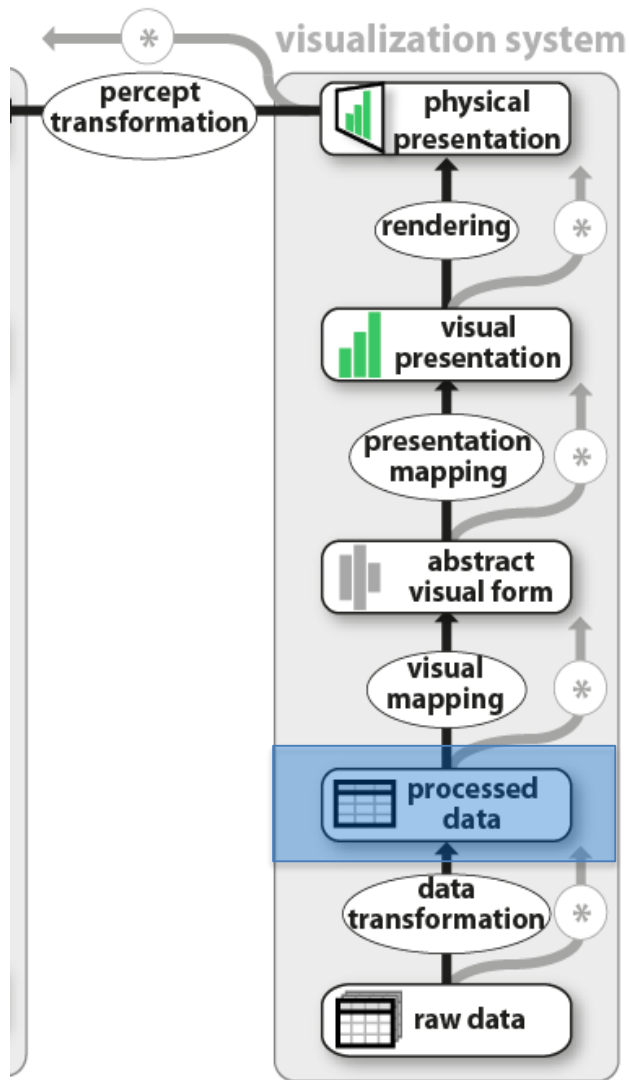 *
visualization system
percept
transformation
physical
presentation
rendering
*
visual
presentation
presentation
mapping
*
abstract
visual form
visual
mapping
*
processed
data
data
transformation
*
raw data